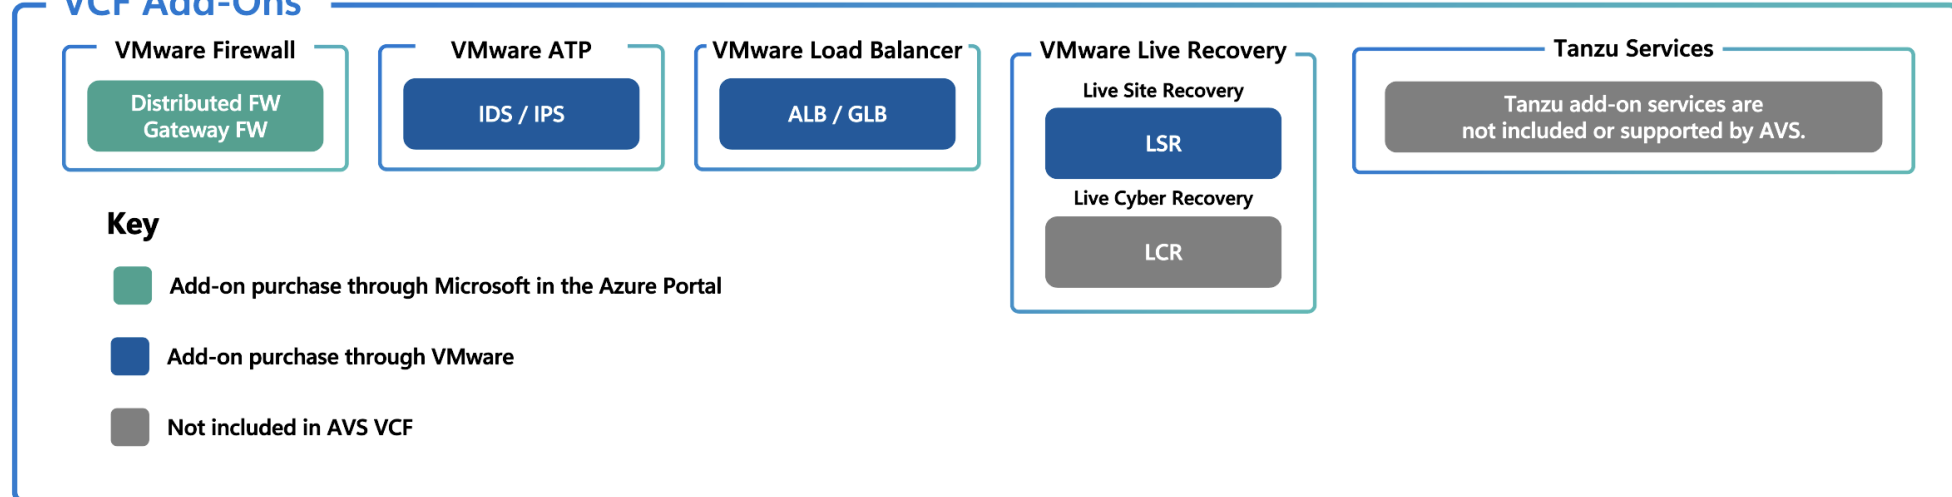 VCF Add-Ons
VMware Firewall
Distributed FW
Gateway FW
VMware ATP
IDS / IPS
VMware Load Balancer
ALB / GLB
VMware Live Recovery
Live Site Recovery
LSR
Live Cyber Recovery
LCR
Tanzu Services
Tanzu add-on services are
not included or supported by AVS.
Key
Add-on purchase through Microsoft in the Azure Portal
Add-on purchase through VMware
Not included in AVS VCF